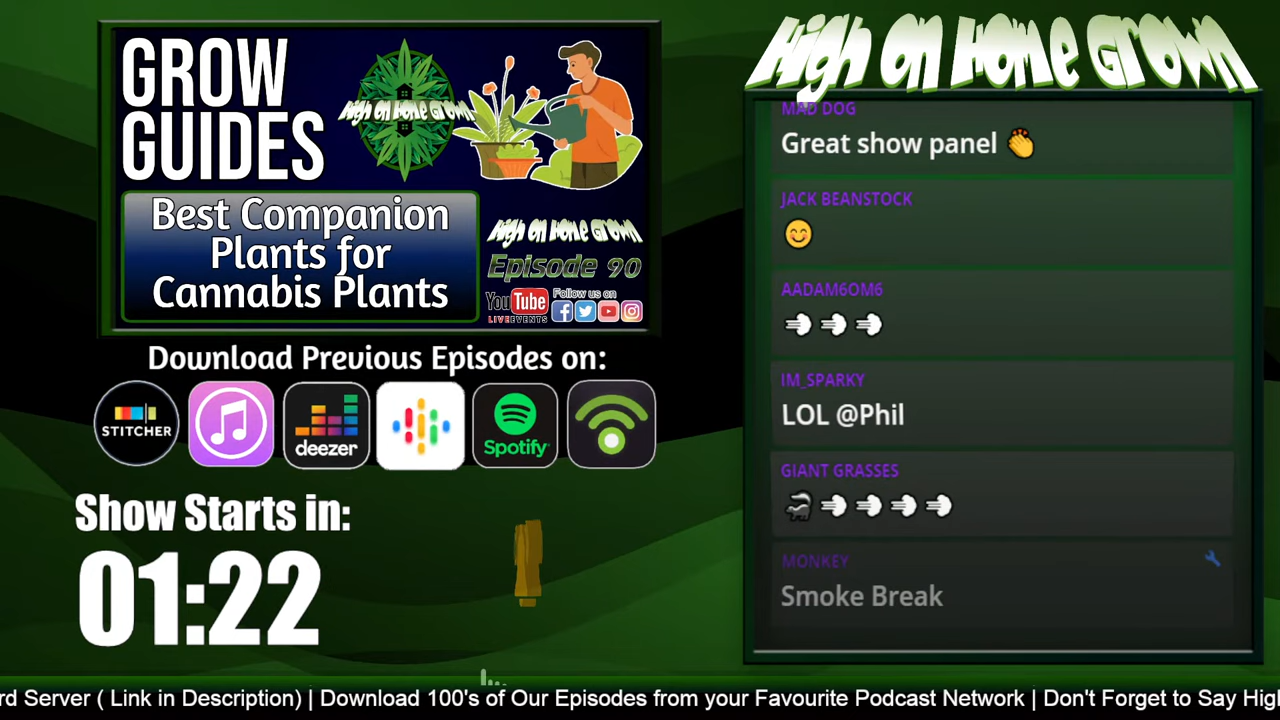 GROW
GUIDES
High on Home Grown
Best Companion
Plants for
Cannabis Plants
High on Home Grown
Episode 90
YouTube
LIVE EVENTS
Follow us on
Download Previous Episodes on:
STITCHER
deezer
Spotify
Show Starts in:
01:22
High on Home Grown
MAD DOG
Great show panel 👏
JACK BEANSTOCK
😊
AADAM6OM6
💨 💨 💨
IM_SPARKY
LOL @Phil
GIANT GRASSES
🦨 💨 💨 💨 💨
MONKEY
Smoke Break
rd Server ( Link in Description) | Download 100's of Our Episodes from your Favourite Podcast Network | Don't Forget to Say High